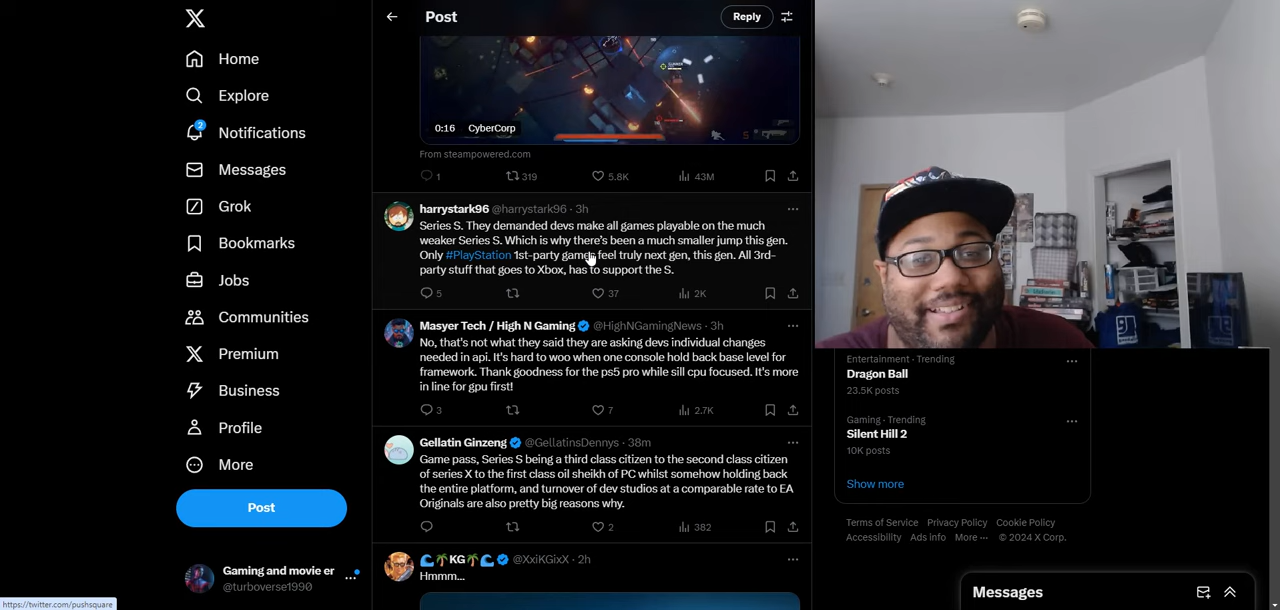 Home
Explore
2
Notifications
Messages
Grok
Bookmarks
Jobs
Communities
Premium
Business
Profile
More
Post
Gaming and movie er
@turboverse1990
https://twitter.com/pushsquare
Post
Reply
0:16 CyberCorp
From steampowered.com
1 319 5.8K 43M
harrystark96 @harrystark96 · 3h
Series S. They demanded devs make all games playable on the much
weaker Series S. Which is why there's been a much smaller jump this gen.
Only #PlayStation 1st-party games feel truly next gen, this gen. All 3rd-
party stuff that goes to Xbox, has to support the S.
5 37 2K
Masyer Tech / High N Gaming @HighNGamingNews · 3h
No, that's not what they said they are asking devs individual changes
needed in api. It's hard to woo when one console hold back base level for
framework. Thank goodness for the ps5 pro while sill cpu focused. It's more
in line for gpu first!
3 7 2.7K
Gellatin Ginzeng @GellatinsDennys · 38m
Game pass, Series S being a third class citizen to the second class citizen
of series X to the first class oil sheikh of PC whilst somehow holding back
the entire platform, and turnover of dev studios at a comparable rate to EA
Originals are also pretty big reasons why.
2 382
🌊🌴KG🌴🌊 @XxiKGixX · 2h
Hmmm...
Entertainment · Trending
Dragon Ball
23.5K posts
Gaming · Trending
Silent Hill 2
10K posts
Show more
Terms of Service Privacy Policy Cookie Policy
Accessibility Ads info More ··· © 2024 X Corp.
Messages